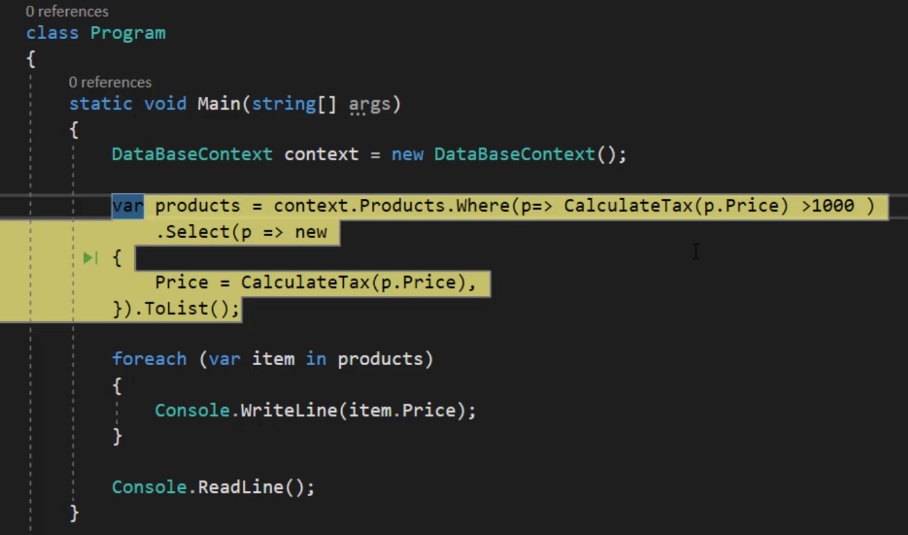 0 references
class Program
{
0 references
static void Main(string[] args)
{
DataBaseContext context = new DataBaseContext();
var products = context.Products.Where(p=> CalculateTax(p.Price) >1000 )
.Select(p => new
{
Price = CalculateTax(p.Price),
}).ToList();
foreach (var item in products)
{
Console.WriteLine(item.Price);
}
Console.ReadLine();
}